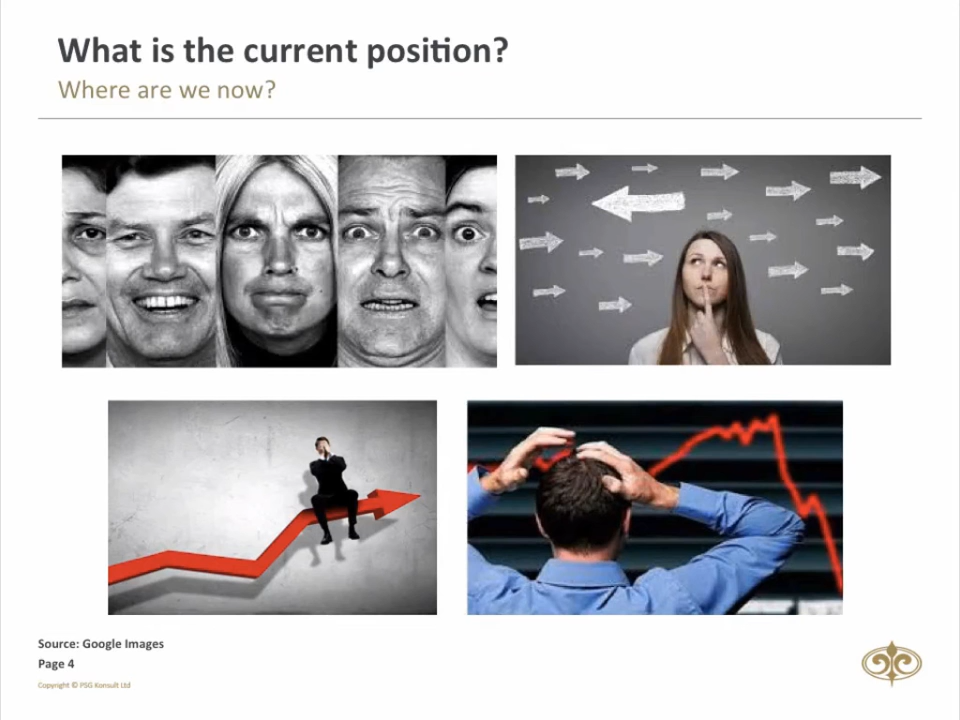 What is the current position?
Where are we now?
Source: Google Images
Page 4
Copyright © PSG Konsult Ltd